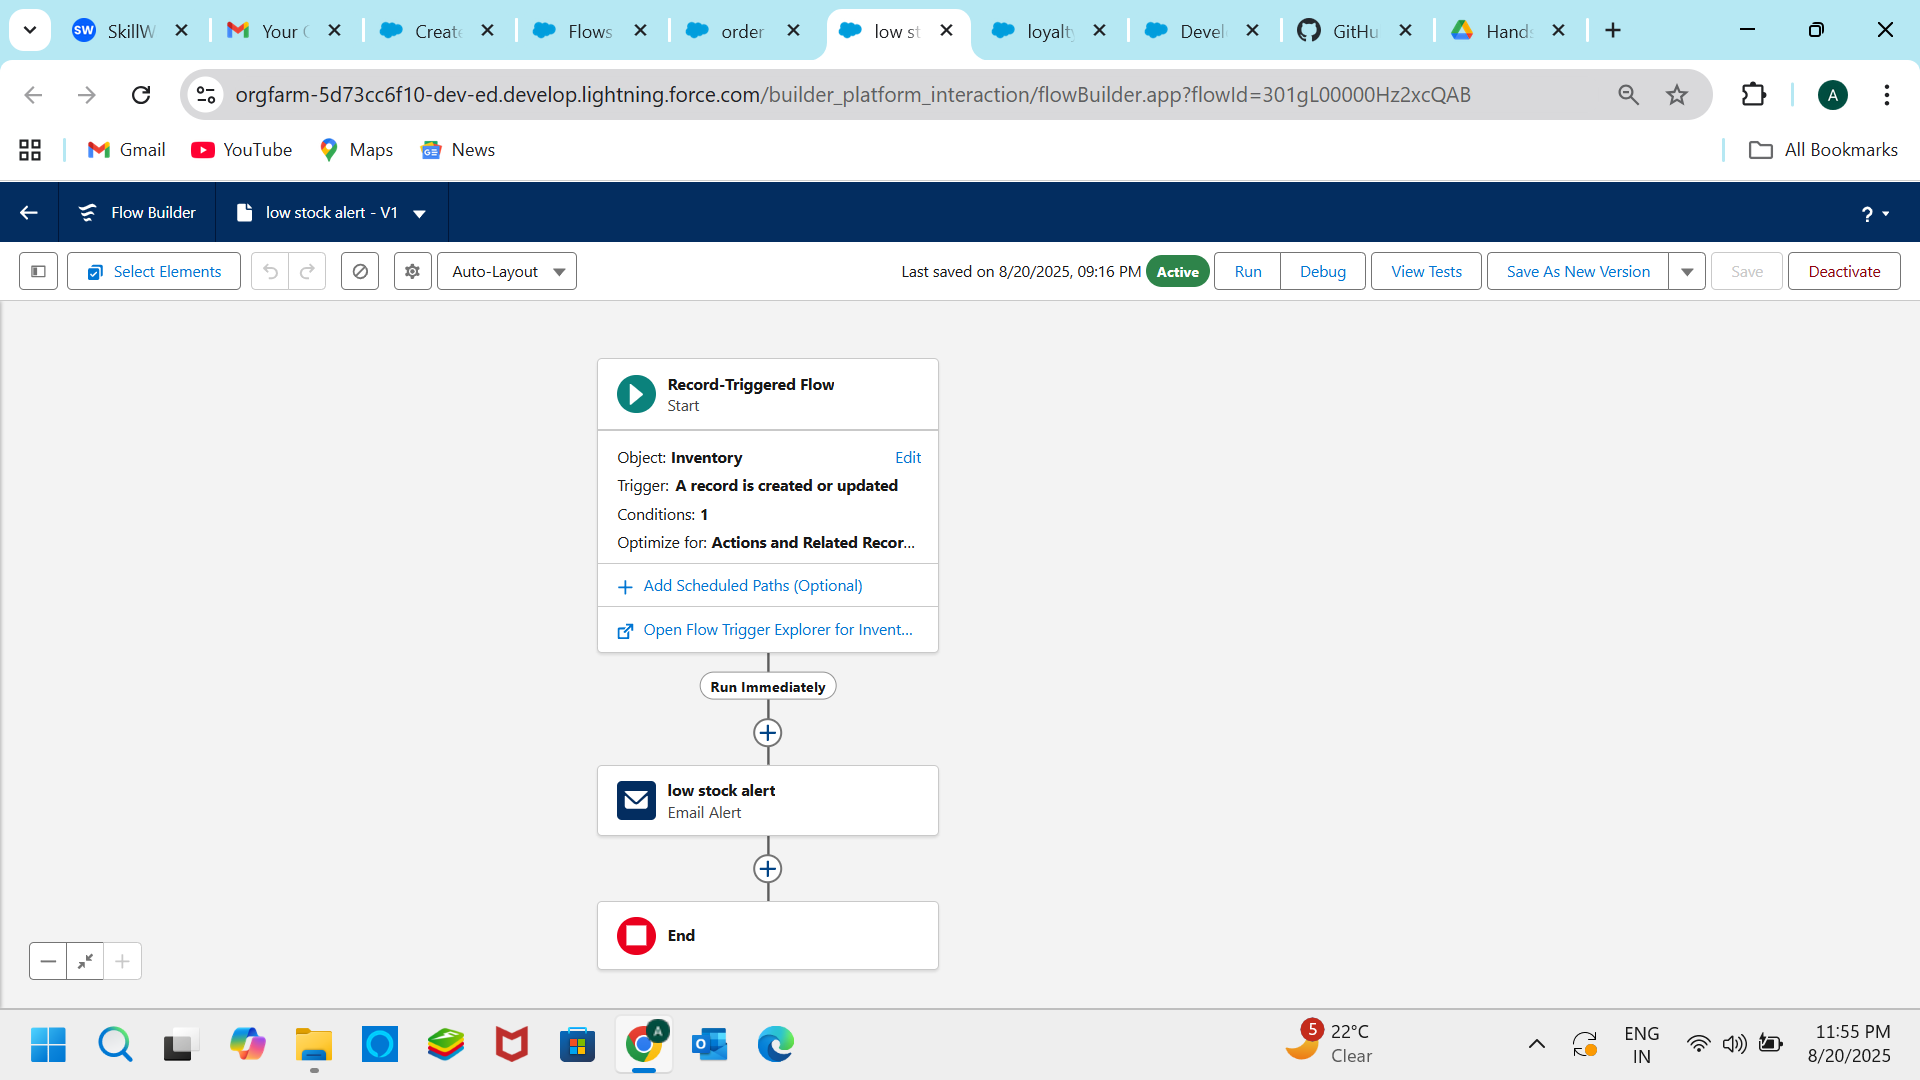 SkillW
Your
Create
Flows
order
low st
loyalty
Devel
GitHu
Hands
orgfarm-5d73cc6f10-dev-ed.develop.lightning.force.com/builder_platform_interaction/flowBuilder.app?flowId=301gL00000Hz2xcQAB
A
Gmail
YouTube
Maps
News
All Bookmarks
Flow Builder
low stock alert - V1
?
Select Elements
Auto-Layout
Last saved on 8/20/2025, 09:16 PM
Active
Run
Debug
View Tests
Save As New Version
Save
Deactivate
Record-Triggered Flow
Start
Object: Inventory
Edit
Trigger: A record is created or updated
Conditions: 1
Optimize for: Actions and Related Recor...
Add Scheduled Paths (Optional)
Open Flow Trigger Explorer for Invent...
Run Immediately
low stock alert
Email Alert
End
5
22°C
Clear
ENG
IN
11:55 PM
8/20/2025